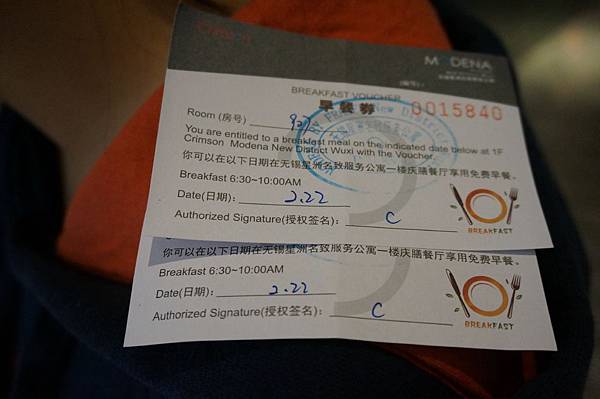 MODENA
BREAKFAST VOUCHER
早餐券 0015840
Room (房号) 927
You are entitled to a breakfast meal on the indicated date below at 1F
Crimson Modena New District Wuxi with the Voucher.
你可以在以下日期在无锡星洲名致服务公寓一楼庆膳餐厅享用免费早餐。
Breakfast 6:30~10:00AM
Date(日期): 2.22
Authorized Signature(授权签名): C
BREAKFAST
你可以在以下日期在无锡星洲名致服务公寓一楼庆膳餐厅享用免费早餐。
Breakfast 6:30~10:00AM
Date(日期): 2.22
Authorized Signature(授权签名): C
BREAKFAST